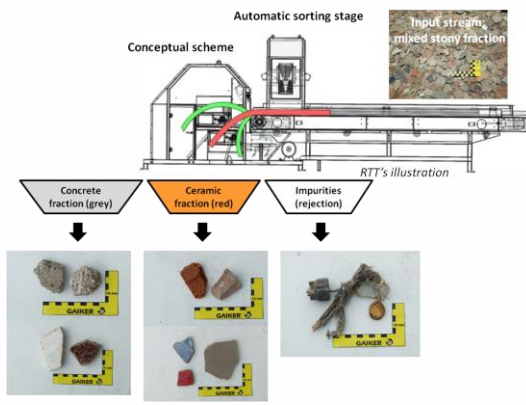 Automatic sorting stage
Input stream:
mixed stony fraction
Conceptual scheme
RTT's illustration
Concrete
fraction (grey)
Ceramic
fraction (red)
Impurities
(rejection)
GAIKER
GAIKER
GAIKER
GAIKER
GAIKER